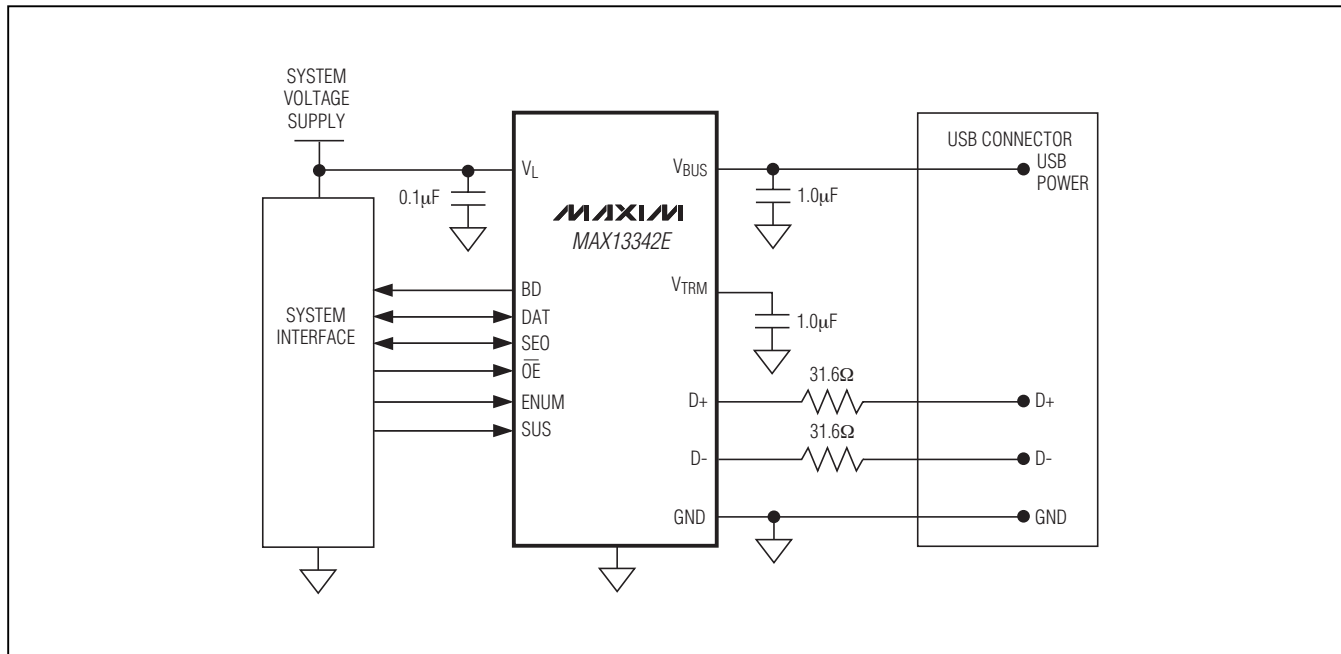 SYSTEM
VOLTAGE
SUPPLY
USB CONNECTOR
USB
POWER
VL
VBUS
0.1µF
1.0µF
MAXIM
MAX13342E
VTRM
1.0µF
SYSTEM
INTERFACE
BD
DAT
SEO
OE
ENUM
SUS
31.6Ω
D+
D+
31.6Ω
D-
D-
GND
GND